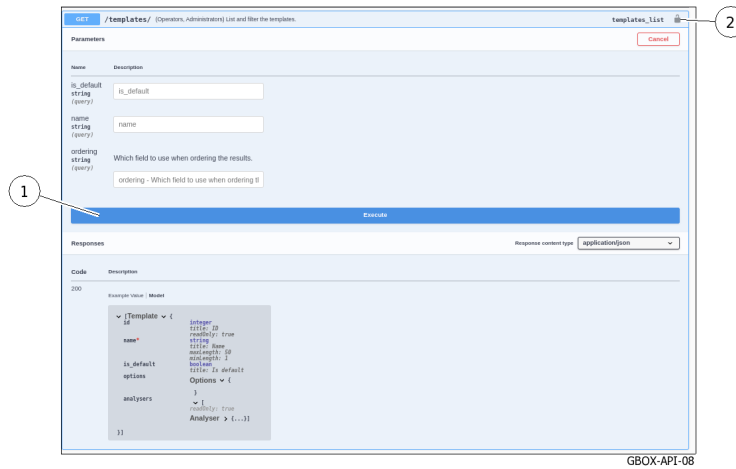 GET /templates/ (Operators, Administrators) List and filter the templates. templates_list
2
Parameters Cancel
Name Description
is_default
string
(query)
is_default
name
string
(query)
name
ordering
string
(query)
Which field to use when ordering the results.
ordering - Which field to use when ordering tl
1
Execute
Responses Response content type application/json
Code Description
200
Example Value | Model
[Template {
id integer
title: ID
readOnly: true
name* string
title: Name
maxLength: 50
minLength: 1
is_default boolean
title: Is default
options Options {
}
analysers [
readOnly: true
Analyser > {...}]
}]
GBOX-API-08